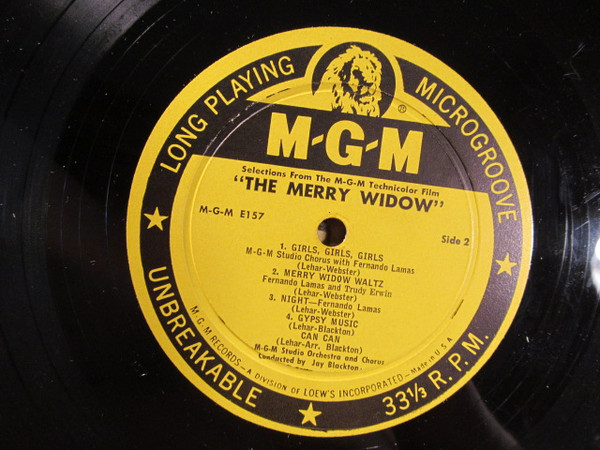 LONG PLAYING
MICROGROOVE
®
M-G-M
Selections From The M-G-M Technicolor Film
"THE MERRY WIDOW"
M-G-M E157
Side 2
1. GIRLS, GIRLS, GIRLS
M-G-M Studio Chorus with Fernando Lamas
(Lehar-Webster)
2. MERRY WIDOW WALTZ
Fernando Lamas and Trudy Erwin
(Lehar-Webster)
3. NIGHT—Fernando Lamas
(Lehar-Webster)
4. GYPSY MUSIC
(Lehar-Blackton)
CAN CAN
(Lehar-Arr. Blackton)
M-G-M Studio Orchestra and Chorus
Conducted by Jay Blackton
M-G-M RECORDS — A DIVISION OF LOEW'S INCORPORATED — Made in U.S.A.
UNBREAKABLE
33⅓ R.P.M.